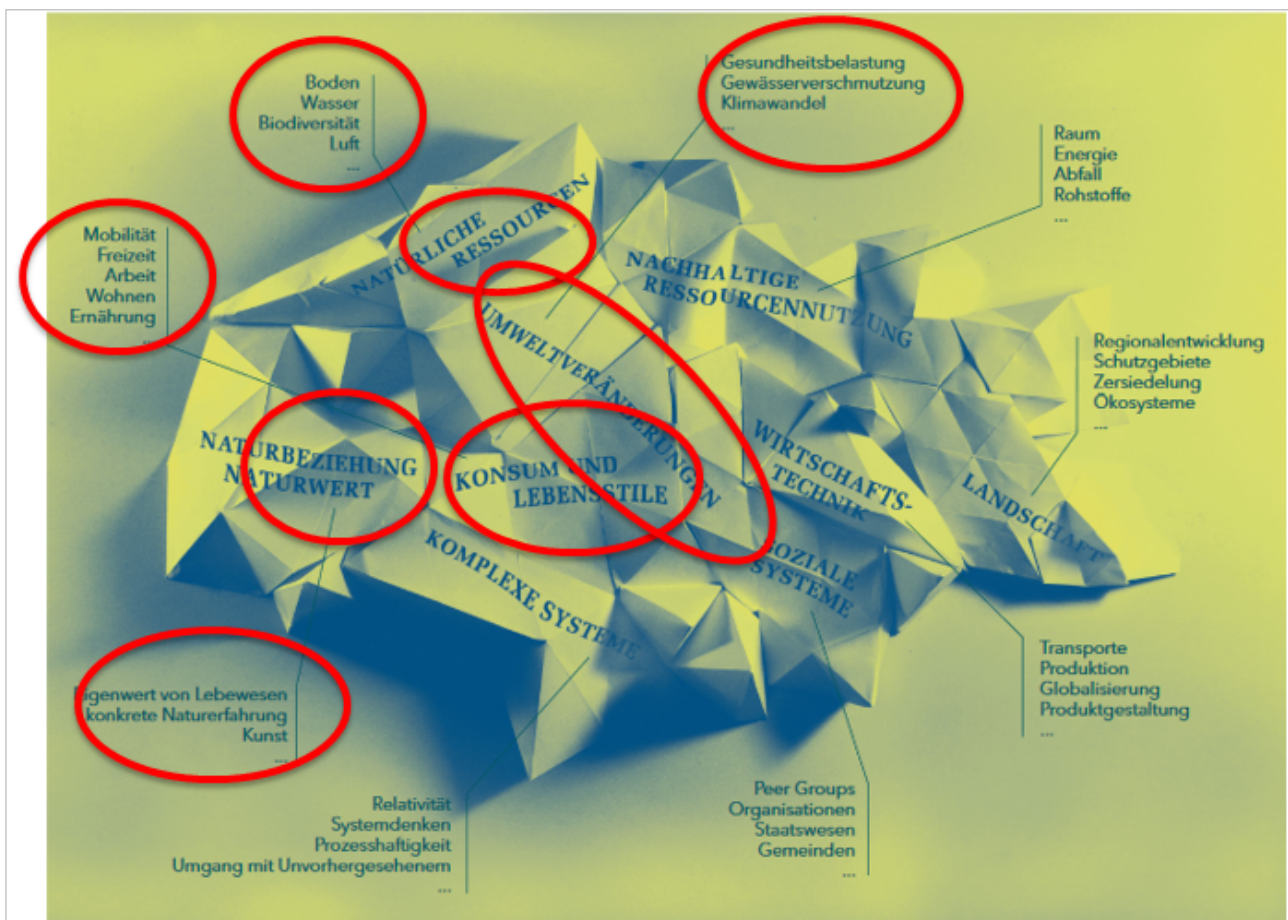 Boden
Wasser
Biodiversität
Luft
...
Gesundheitsbelastung
Gewässerverschmutzung
Klimawandel
...
Raum
Energie
Abfall
Rohstoffe
...
Mobilität
Freizeit
Arbeit
Wohnen
Ernährung
...
NATÜRLICHE
RESSOURCEN
NACHHALTIGE
RESSOURCENNUTZUNG
UMWELTVERÄNDERUNGEN
Regionalentwicklung
Schutzgebiete
Zersiedelung
Ökosysteme
...
NATURBEZIEHUNG
NATURWERT
KONSUM UND
LEBENSSTILE
WIRTSCHAFTS-
TECHNIK
LANDSCHAFT
KOMPLEXE SYSTEME
SOZIALE
SYSTEME
Eigenwert von Lebewesen
konkrete Naturerfahrung
Kunst
...
Transporte
Produktion
Globalisierung
Produktgestaltung
...
Relativität
Systemdenken
Prozesshaftigkeit
Umgang mit Unvorhergesehenem
...
Peer Groups
Organisationen
Staatswesen
Gemeinden
...